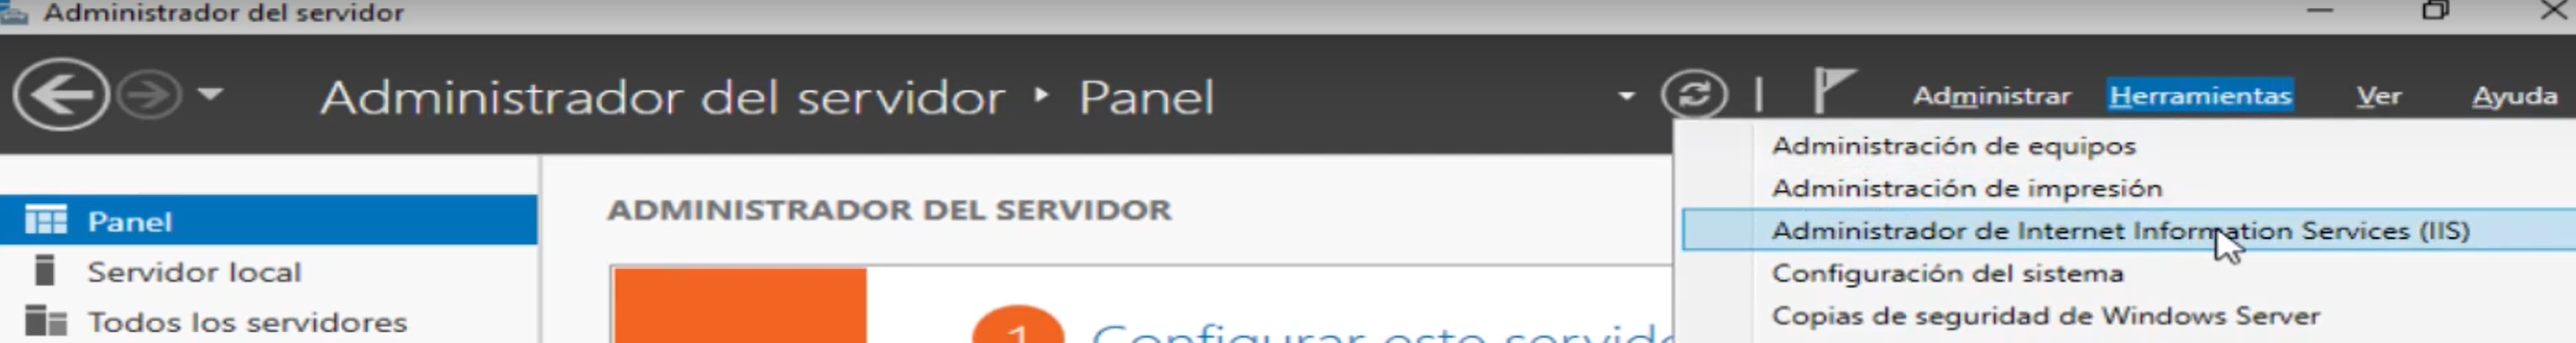 Administrador del servidor
Administrador del servidor ‣ Panel
Administrar Herramientas Ver Ayuda
Administración de equipos
Administración de impresión
Administrador de Internet Information Services (IIS)
Configuración del sistema
Copias de seguridad de Windows Server
Panel
Servidor local
Todos los servidores
ADMINISTRADOR DEL SERVIDOR
1 Configurar este